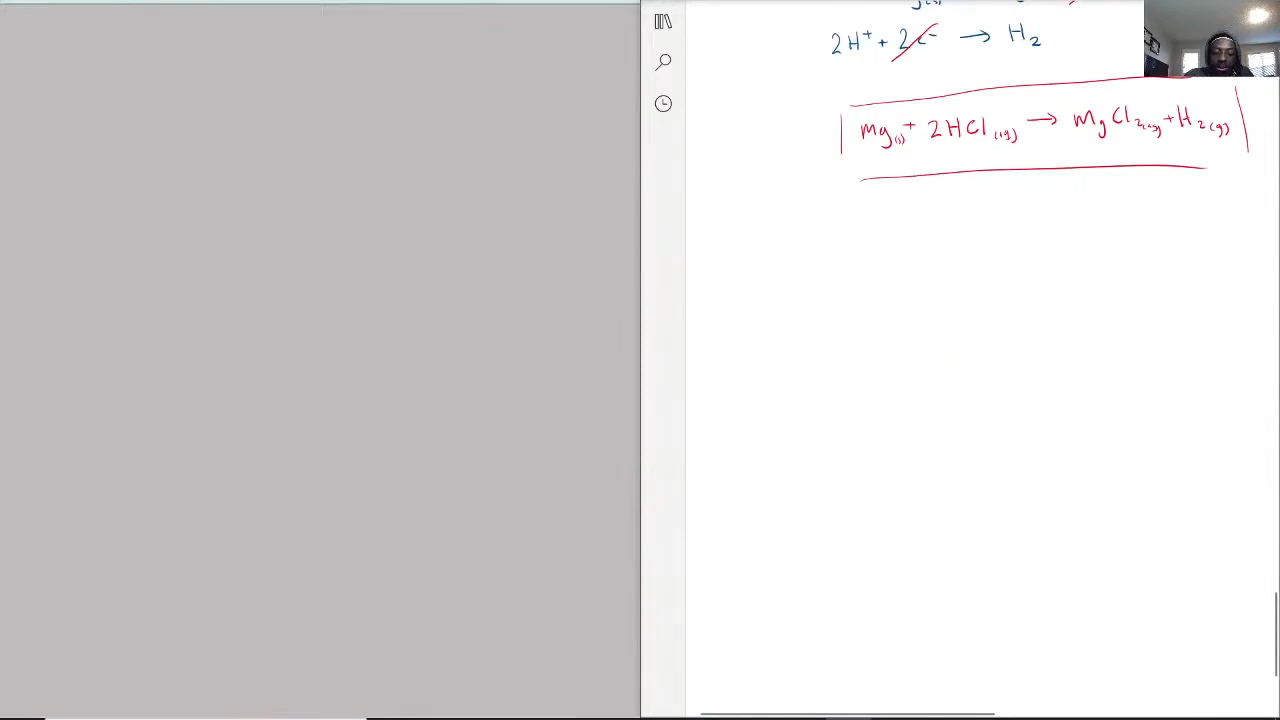 2H⁺ + 2e⁻ → H₂
Mg(s) + 2HCl(aq) → MgCl₂(aq) + H₂(g)